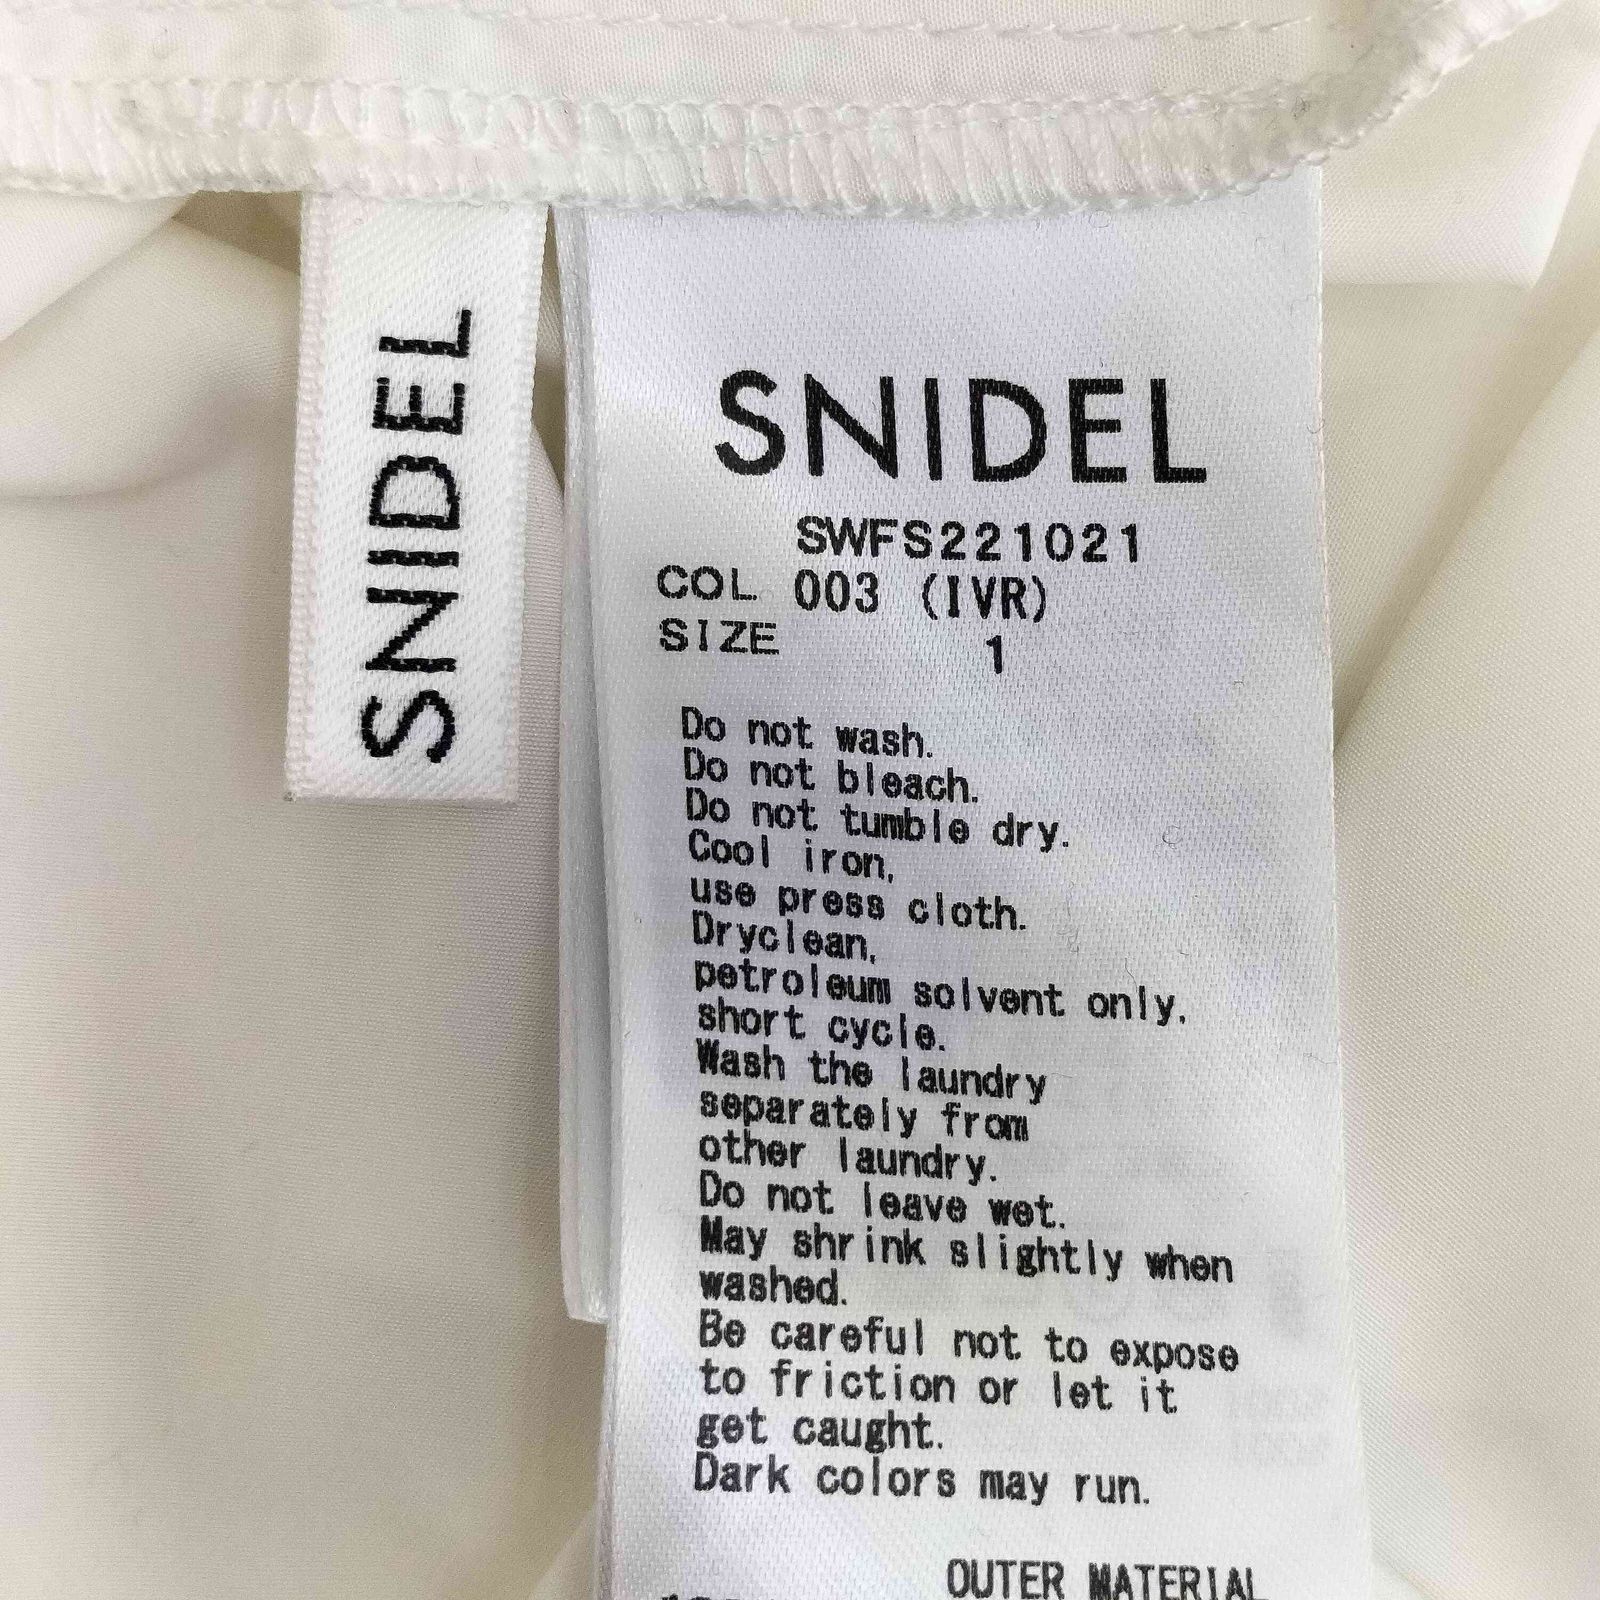 SNIDEL
SNIDEL
SWFS221021
COL. 003 (IVR)
SIZE 1
Do not wash.
Do not bleach.
Do not tumble dry.
Cool iron,
use press cloth.
Dryclean,
petroleum solvent only,
short cycle.
Wash the laundry
separately from
other laundry.
Do not leave wet.
May shrink slightly when
washed.
Be careful not to expose
to friction or let it
get caught.
Dark colors may run.
OUTER MATERIAL